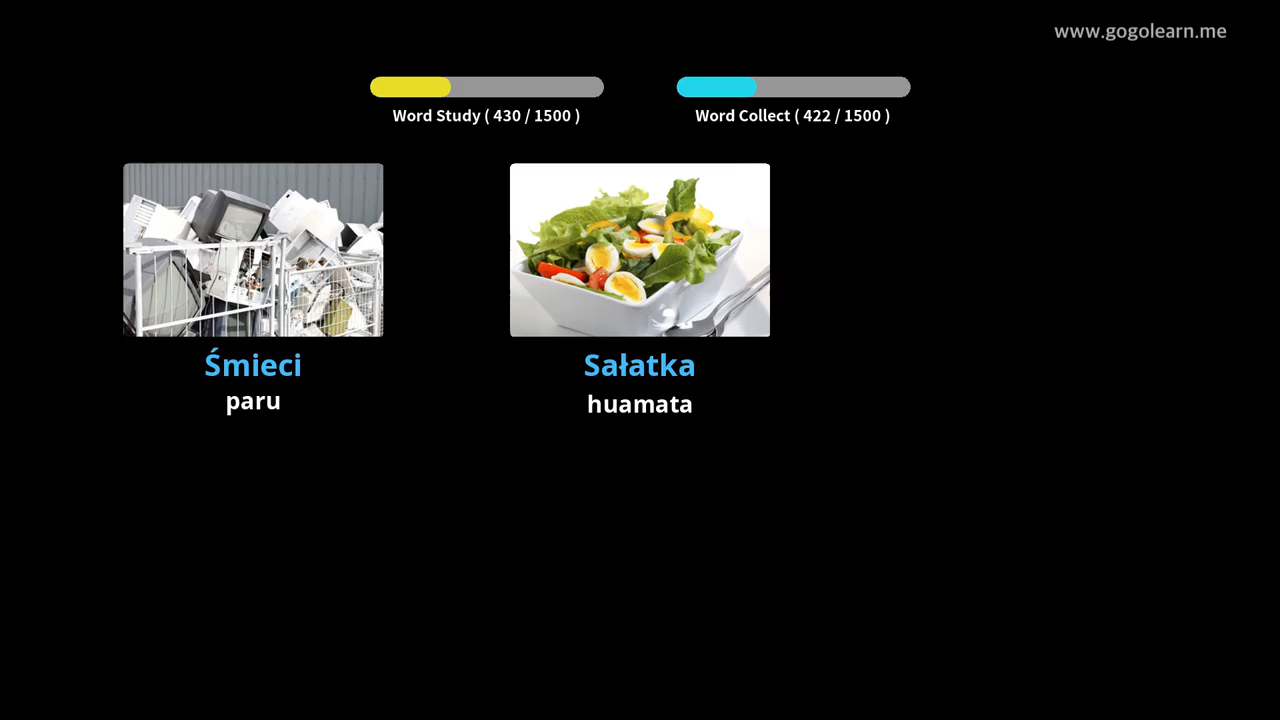 www.gogolearn.me
Word Study ( 430 / 1500 )
Word Collect ( 422 / 1500 )
Śmieci
paru
Sałatka
huamata